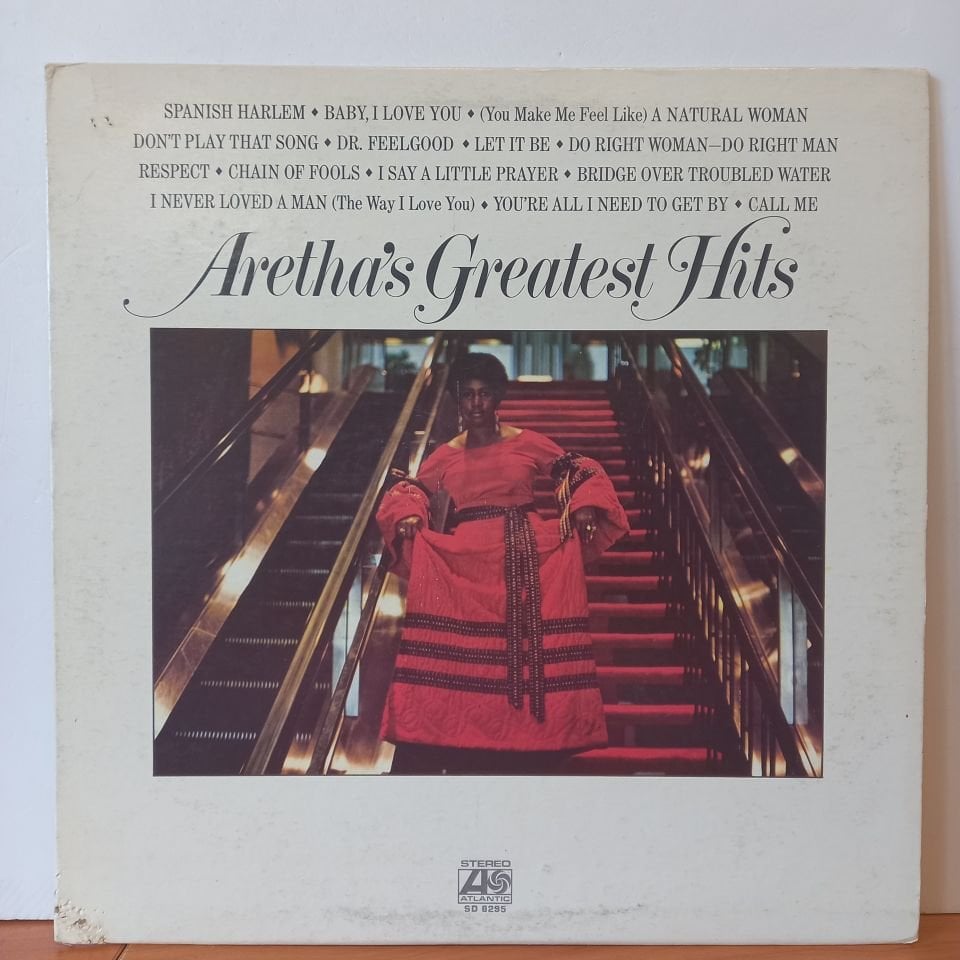 SPANISH HARLEM ♦ BABY, I LOVE YOU ♦ (You Make Me Feel Like) A NATURAL WOMAN
DON'T PLAY THAT SONG ♦ DR. FEELGOOD ♦ LET IT BE ♦ DO RIGHT WOMAN—DO RIGHT MAN
RESPECT ♦ CHAIN OF FOOLS ♦ I SAY A LITTLE PRAYER ♦ BRIDGE OVER TROUBLED WATER
I NEVER LOVED A MAN (The Way I Love You) ♦ YOU'RE ALL I NEED TO GET BY ♦ CALL ME
Aretha's Greatest Hits
STEREO
A
ATLANTIC
SD 8295